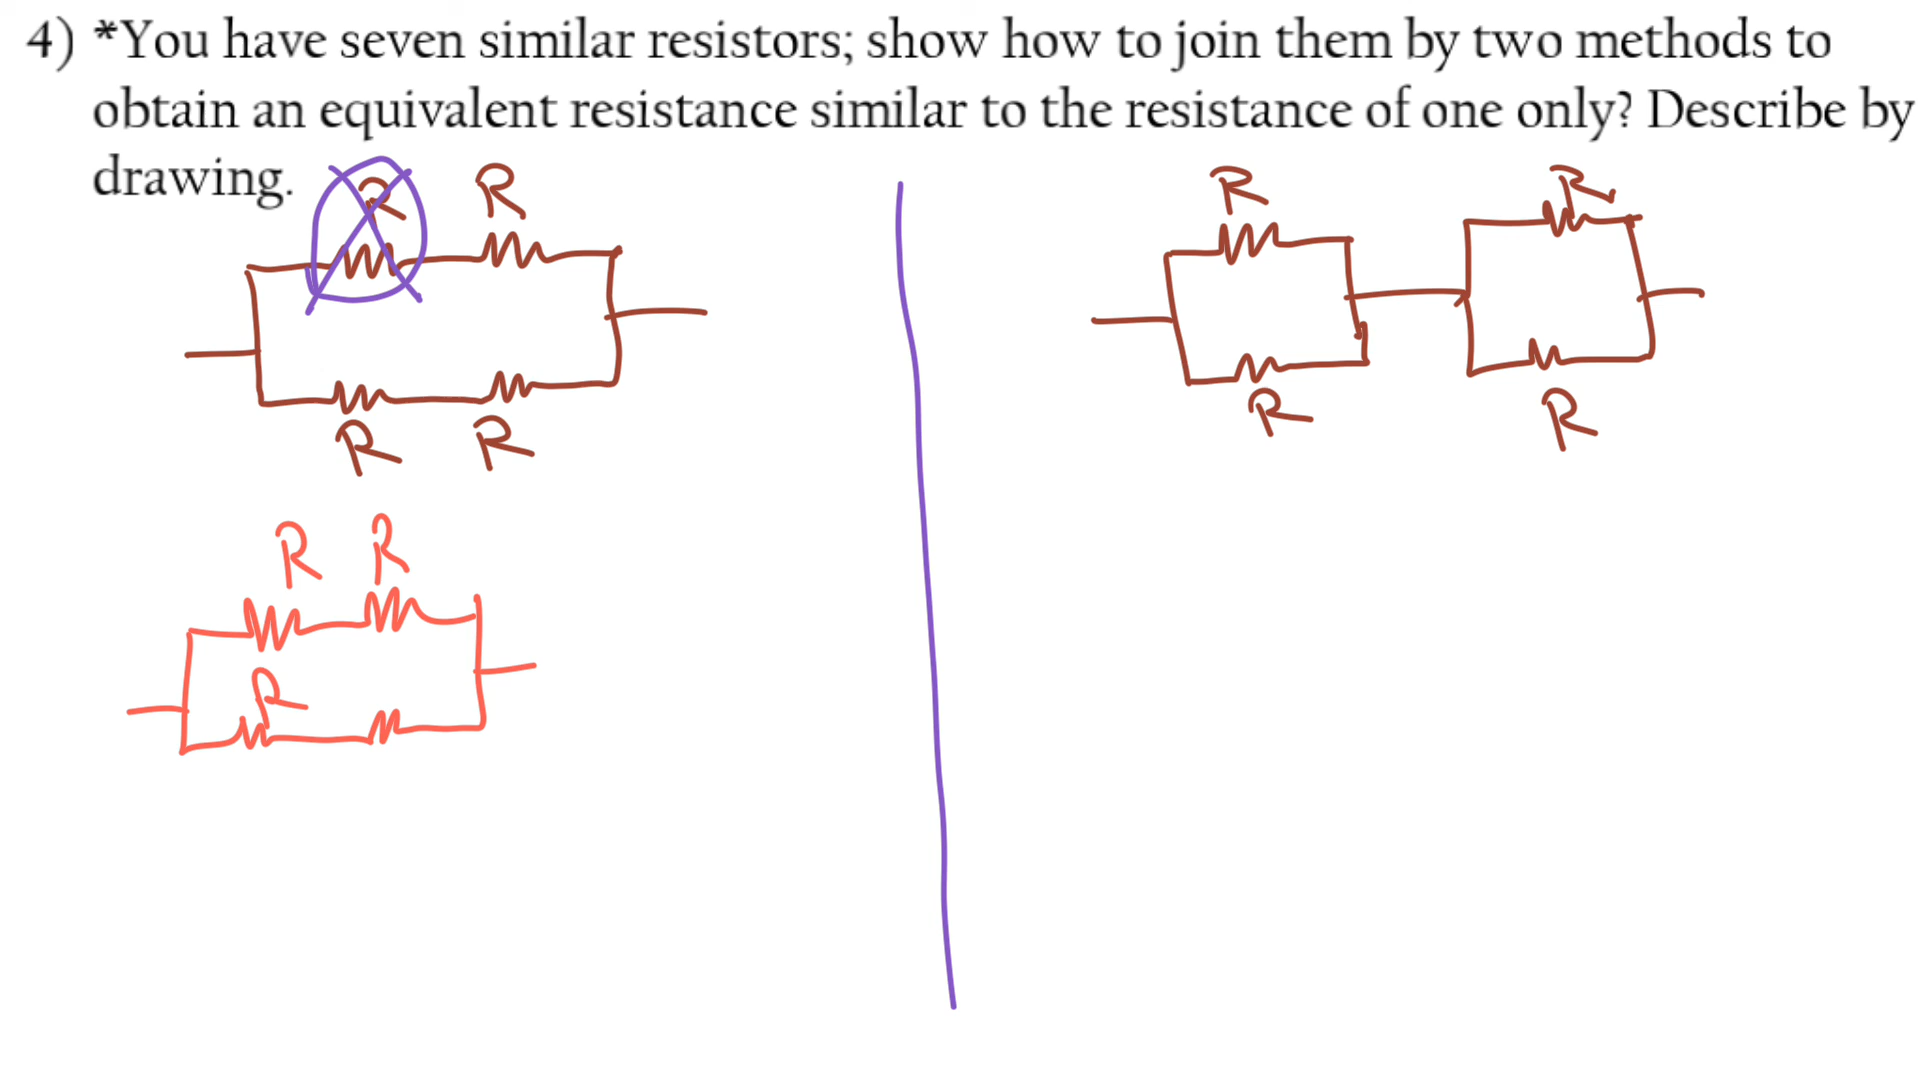 4) *You have seven similar resistors; show how to join them by two methods to
obtain an equivalent resistance similar to the resistance of one only? Describe by
drawing.
R R
R R
R R
R
R R
R R